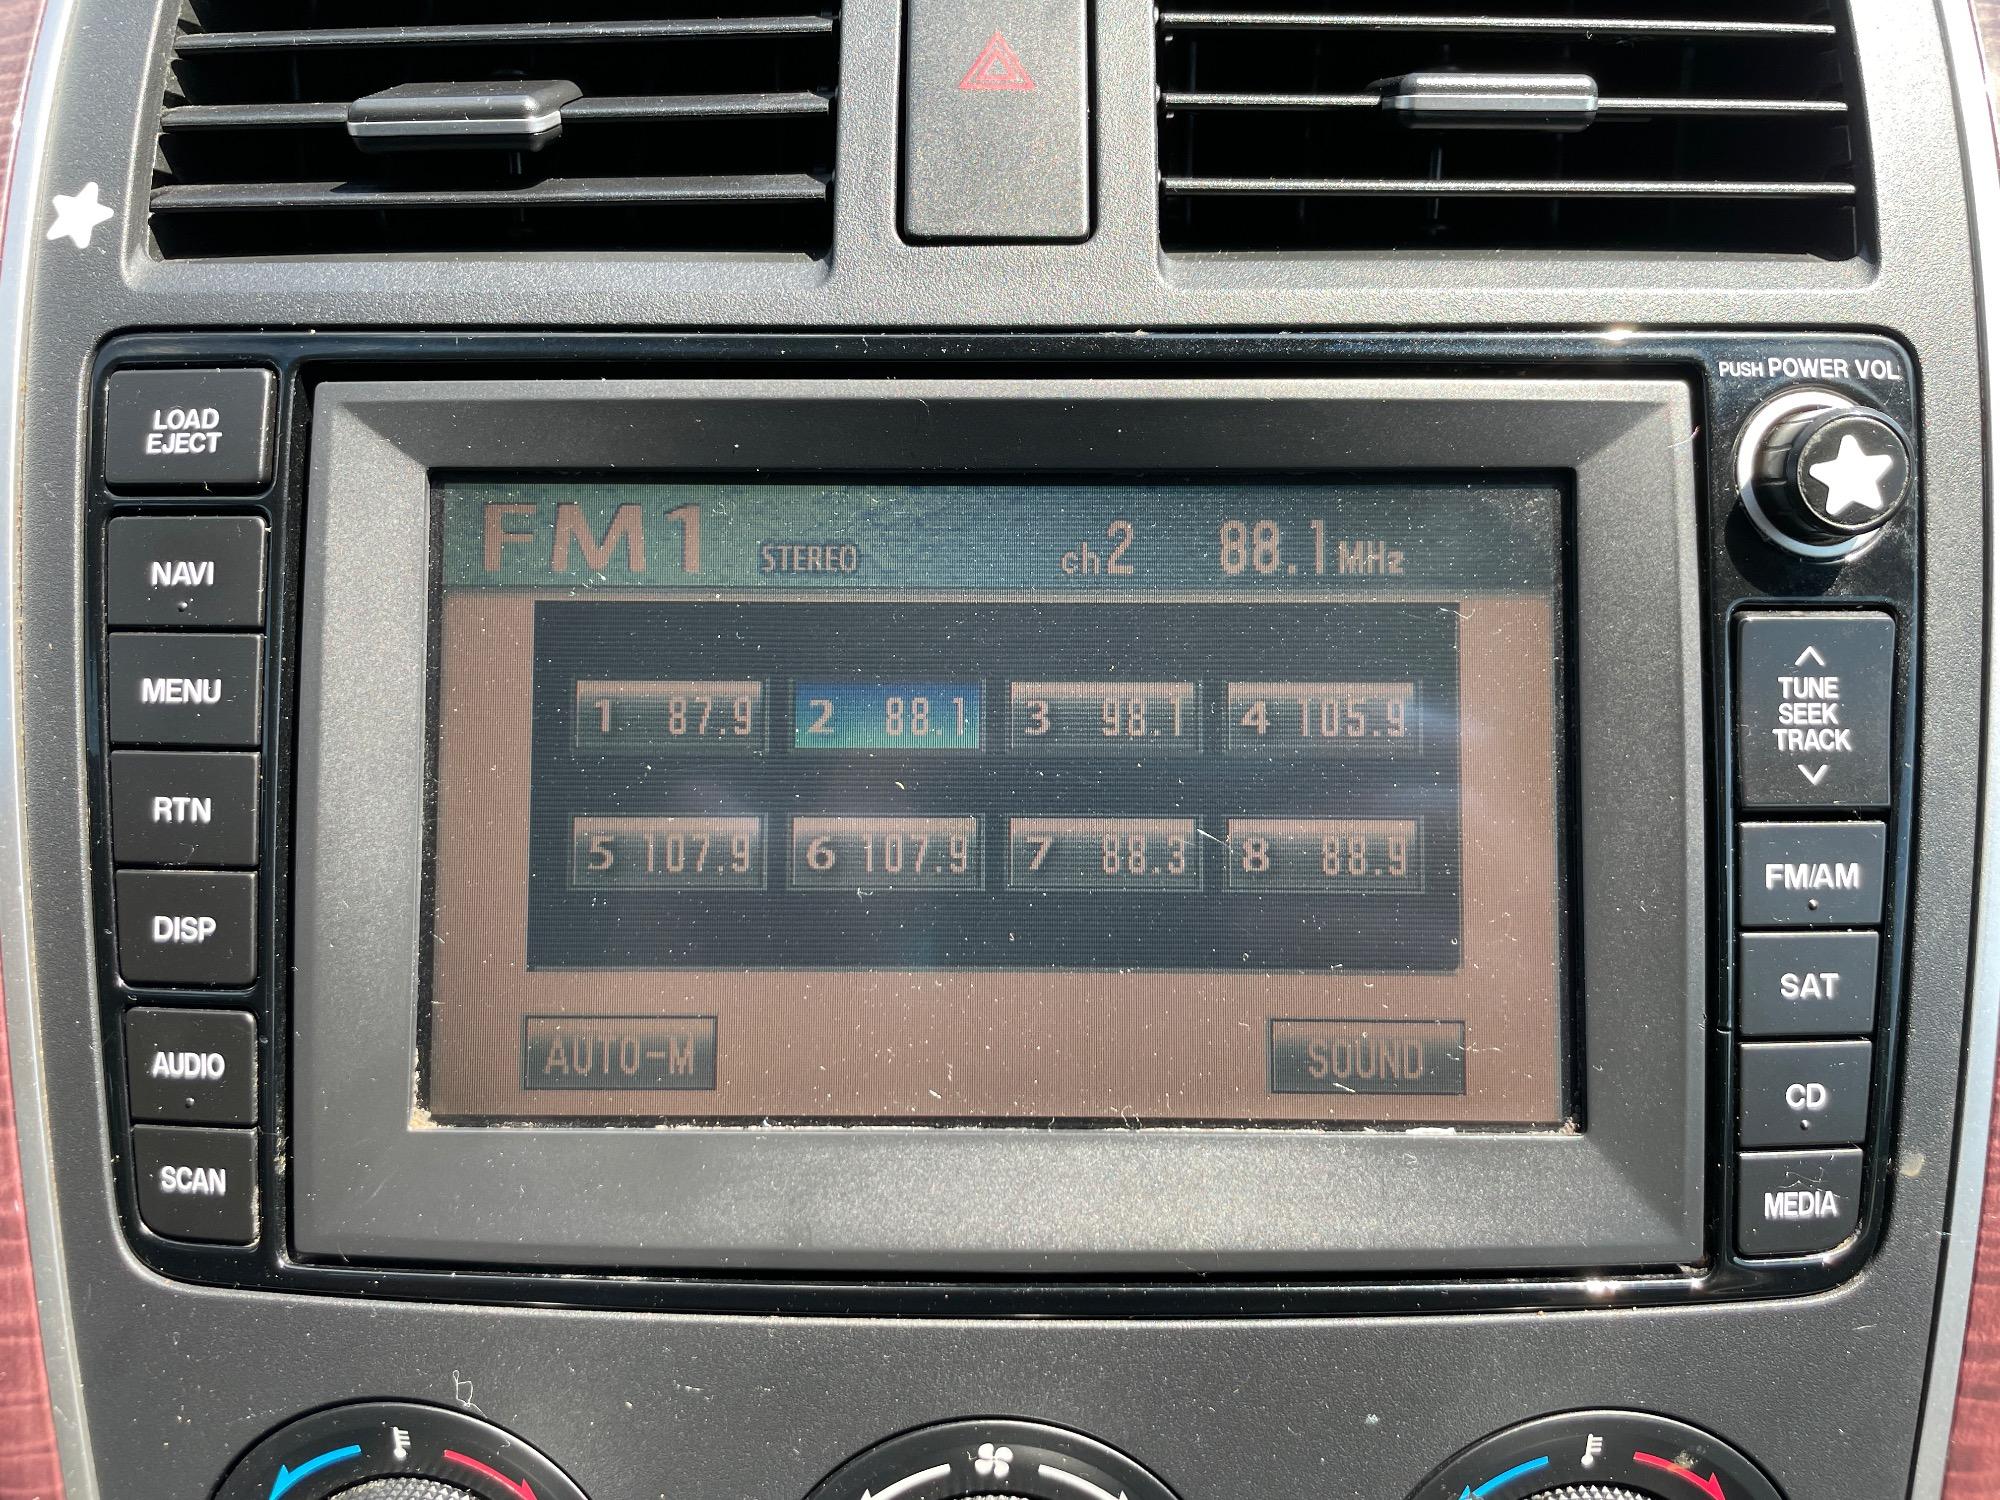 PUSH POWER VOL
LOAD
EJECT
NAVI
MENU
RTN
DISP
AUDIO
SCAN
FM1 STEREO ch2 88.1MHz
1 87.9 2 88.1 3 98.1 4 105.9
5 107.9 6 107.9 7 88.3 8 88.9
AUTO-M SOUND
TUNE
SEEK
TRACK
FM/AM
SAT
CD
MEDIA